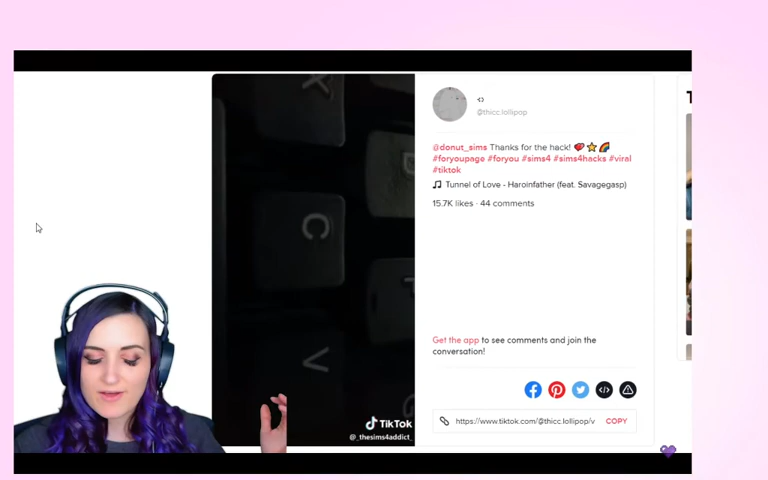 @thicc.lollipop
@donut_sims Thanks for the hack! 💖⭐🌈
#foryoupage #foryou #sims4 #sims4hacks #viral
#tiktok
Tunnel of Love - Haroinfather (feat. Savagegasp)
15.7K likes · 44 comments
Get the app to see comments and join the
conversation!
https://www.tiktok.com/@thicc.lollipop/v COPY
C
V
TikTok
@_thesims4addict_